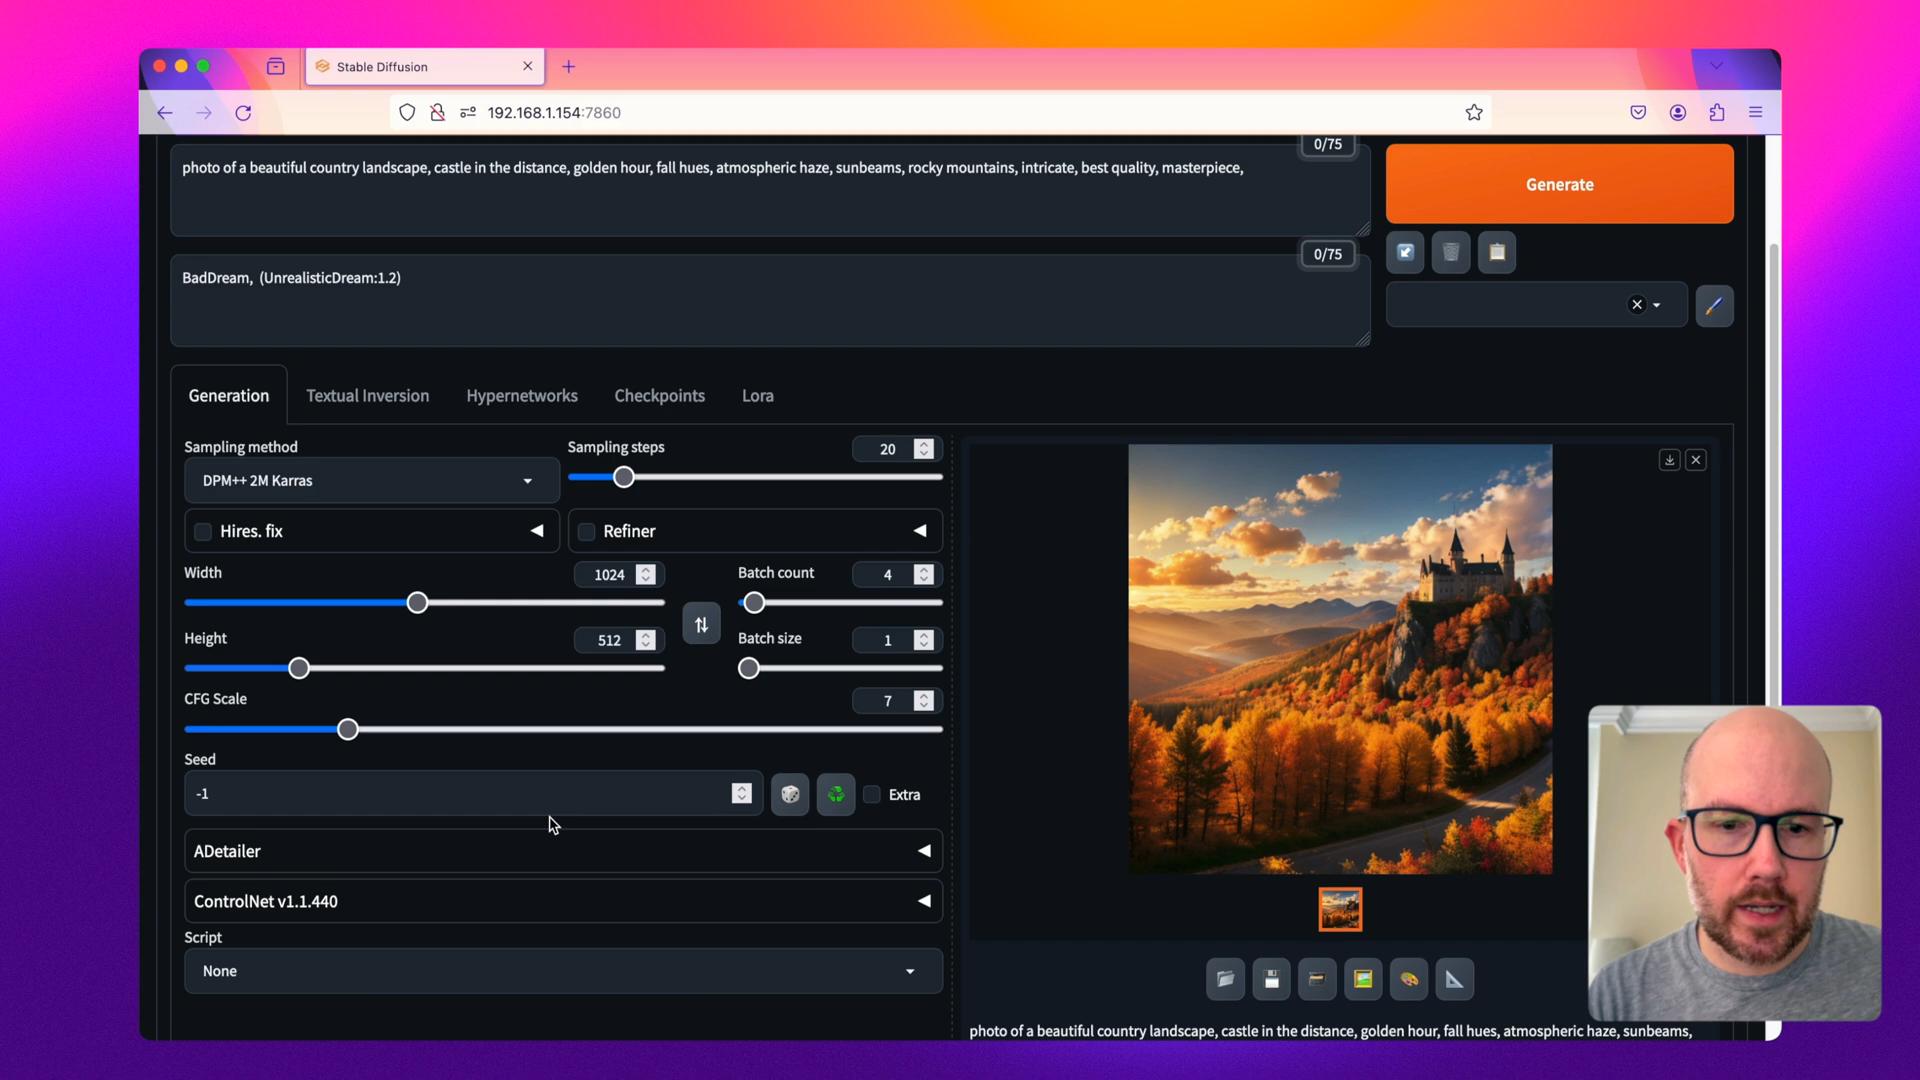 Stable Diffusion
192.168.1.154:7860
0/75
photo of a beautiful country landscape, castle in the distance, golden hour, fall hues, atmospheric haze, sunbeams, rocky mountains, intricate, best quality, masterpiece,
Generate
0/75
BadDream, (UnrealisticDream:1.2)
Generation Textual Inversion Hypernetworks Checkpoints Lora
Sampling method
DPM++ 2M Karras
Sampling steps
20
Hires. fix
Refiner
Width
1024
Batch count
4
Height
512
Batch size
1
CFG Scale
7
Seed
-1
Extra
ADetailer
ControlNet v1.1.440
Script
None
photo of a beautiful country landscape, castle in the distance, golden hour, fall hues, atmospheric haze, sunbeams,